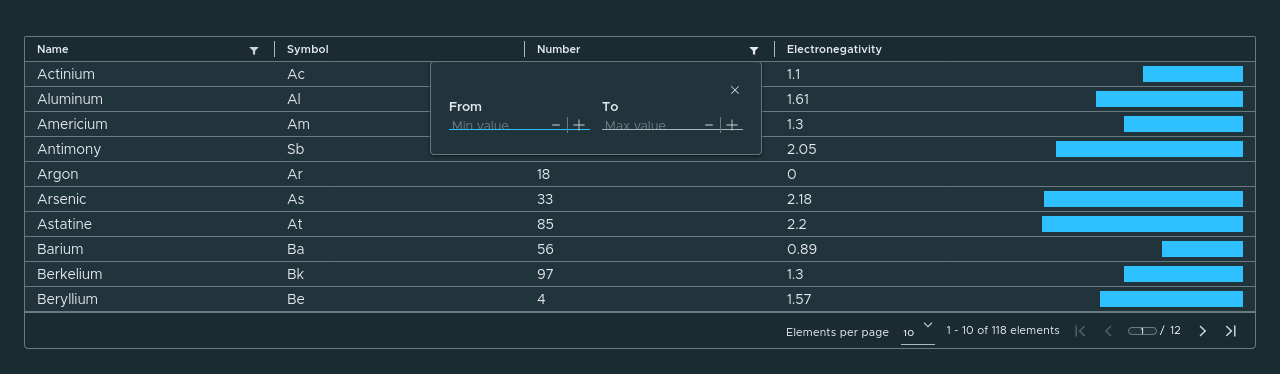 Name Symbol Number Electronegativity
Actinium Ac 1.1
Aluminum Al 1.61
Americium Am 1.3
Antimony Sb 2.05
From To
Min value Max value
Argon Ar 18 0
Arsenic As 33 2.18
Astatine At 85 2.2
Barium Ba 56 0.89
Berkelium Bk 97 1.3
Beryllium Be 4 1.57
Elements per page 10 1 - 10 of 118 elements 1 / 12